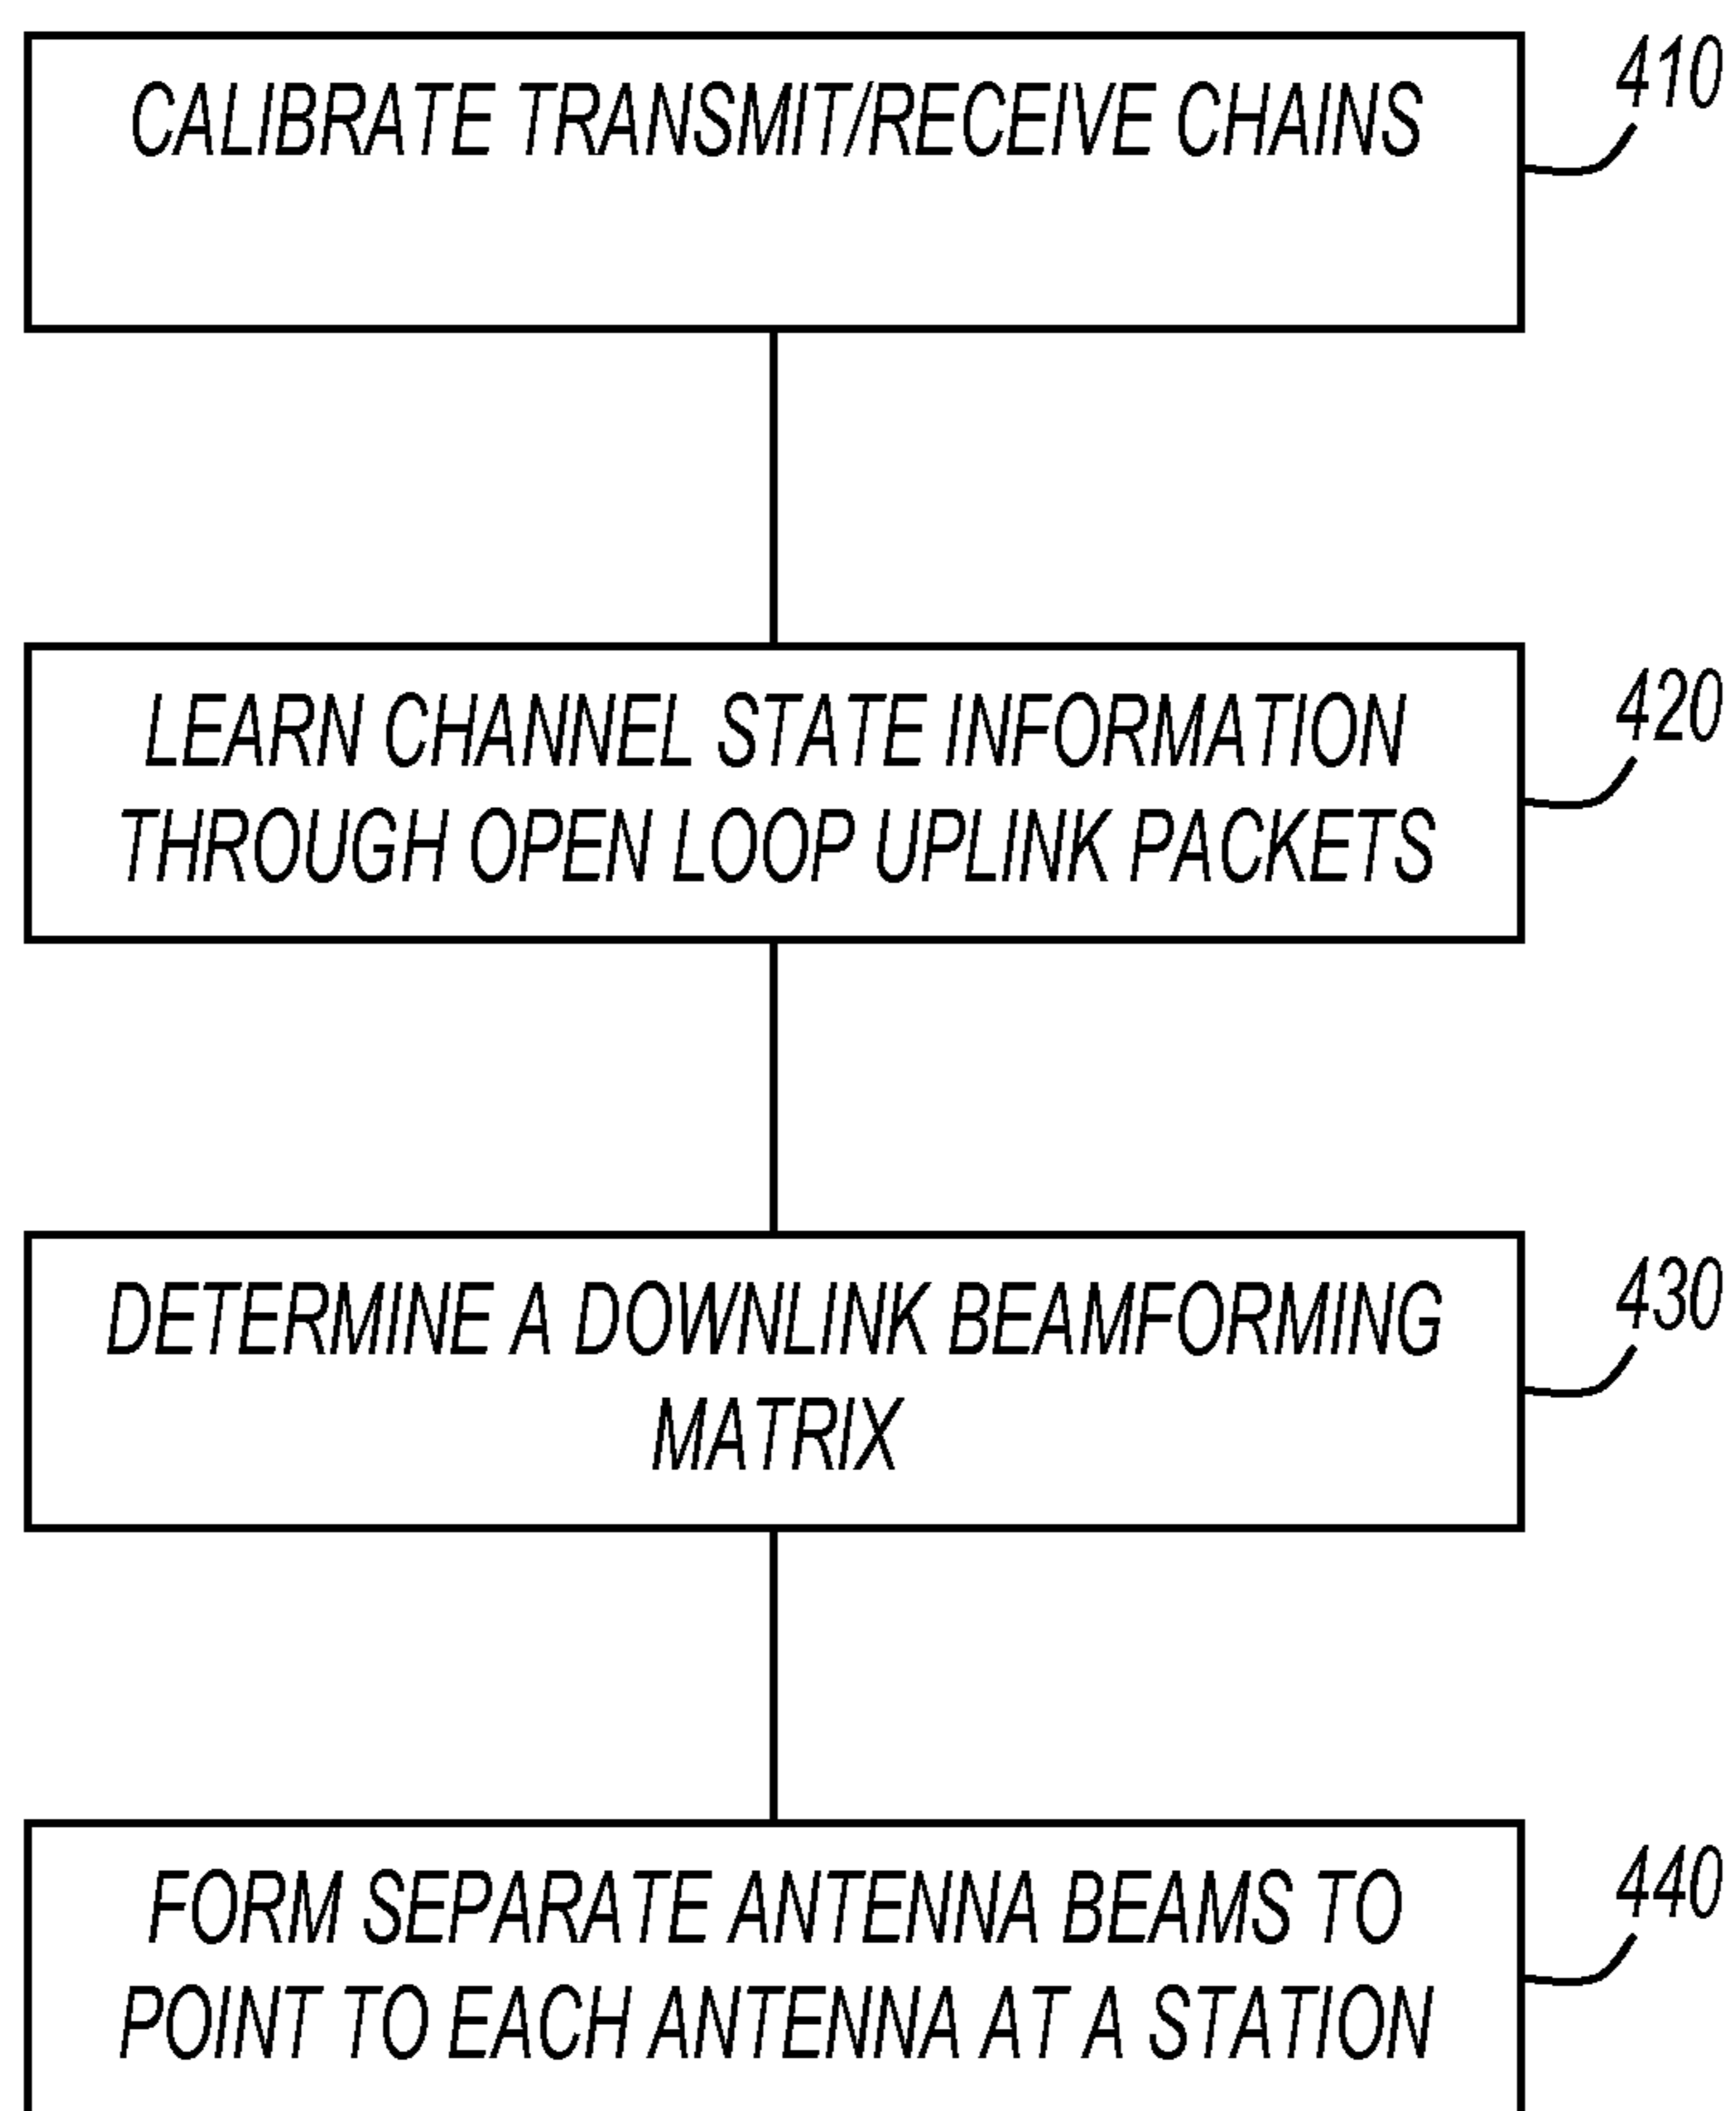 CALIBRATE TRANSMIT/RECEIVE CHAINS
410
LEARN CHANNEL STATE INFORMATION
THROUGH OPEN LOOP UPLINK PACKETS
420
DETERMINE A DOWNLINK BEAMFORMING
MATRIX
430
FORM SEPARATE ANTENNA BEAMS TO
POINT TO EACH ANTENNA AT A STATION
440